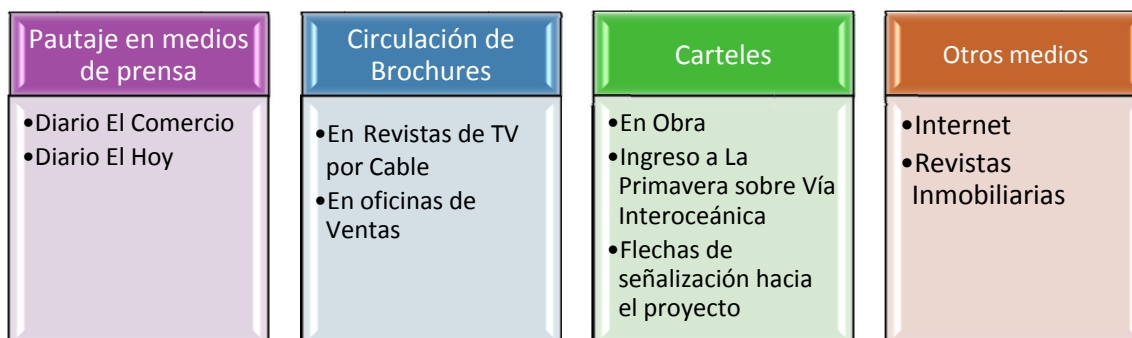 Pautaje en medios
de prensa
•Diario El Comercio
•Diario El Hoy
Circulación de
Brochures
•En Revistas de TV
por Cable
•En oficinas de
Ventas
Carteles
•En Obra
•Ingreso a La
Primavera sobre Vía
Interoceánica
•Flechas de
señalización hacia
el proyecto
Otros medios
•Internet
•Revistas
Inmobiliarias